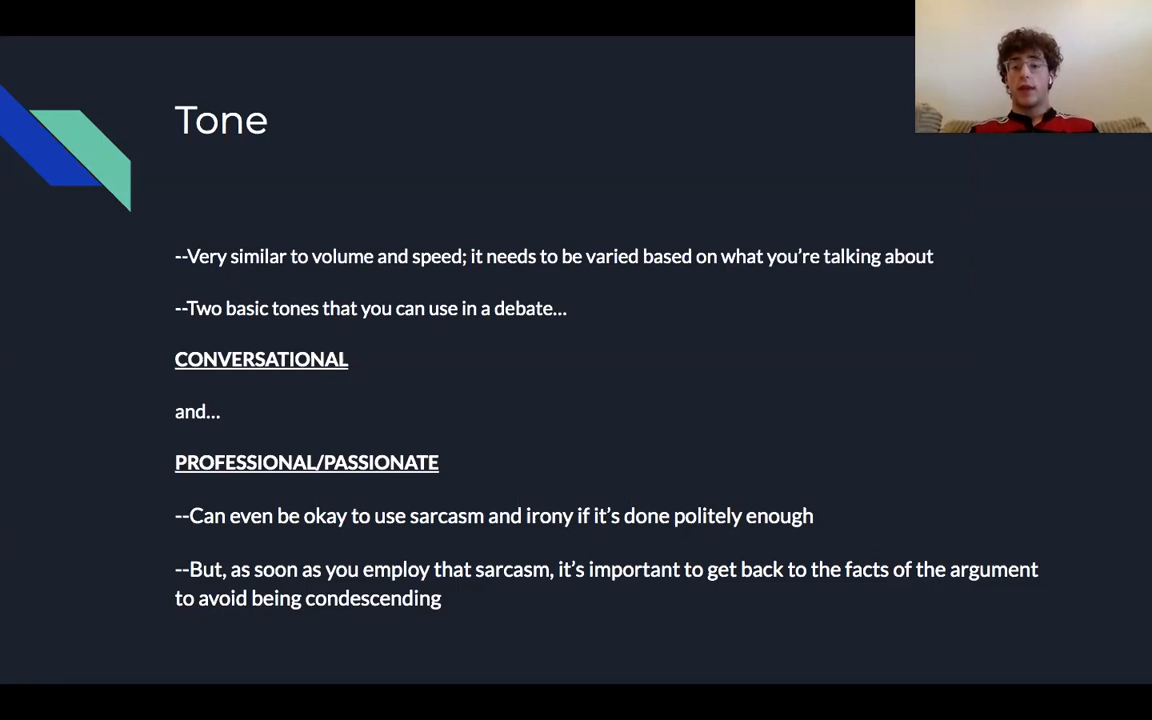 Tone
--Very similar to volume and speed; it needs to be varied based on what you’re talking about
--Two basic tones that you can use in a debate…
CONVERSATIONAL
and…
PROFESSIONAL/PASSIONATE
--Can even be okay to use sarcasm and irony if it’s done politely enough
--But, as soon as you employ that sarcasm, it’s important to get back to the facts of the argument
to avoid being condescending